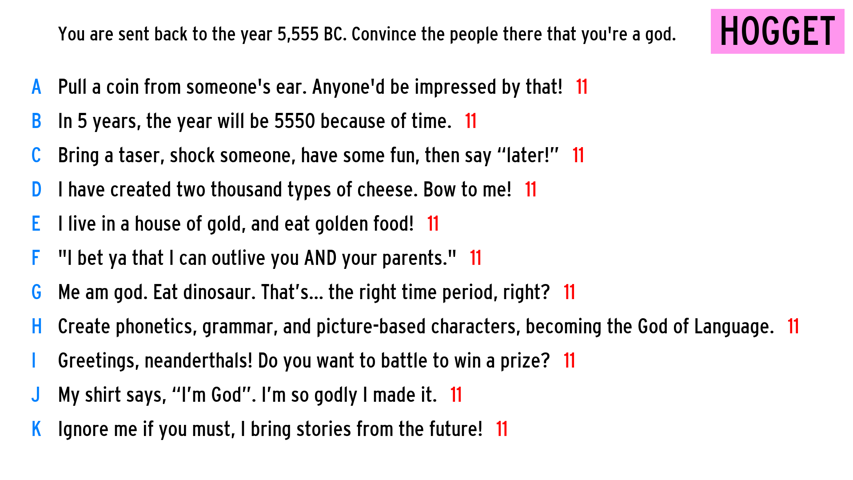 You are sent back to the year 5,555 BC. Convince the people there that you're a god.
HOGGET
A Pull a coin from someone's ear. Anyone'd be impressed by that! 11
B In 5 years, the year will be 5550 because of time. 11
C Bring a taser, shock someone, have some fun, then say “later!” 11
D I have created two thousand types of cheese. Bow to me! 11
E I live in a house of gold, and eat golden food! 11
F "I bet ya that I can outlive you AND your parents." 11
G Me am god. Eat dinosaur. That’s... the right time period, right? 11
H Create phonetics, grammar, and picture-based characters, becoming the God of Language. 11
I Greetings, neanderthals! Do you want to battle to win a prize? 11
J My shirt says, “I’m God”. I’m so godly I made it. 11
K Ignore me if you must, I bring stories from the future! 11